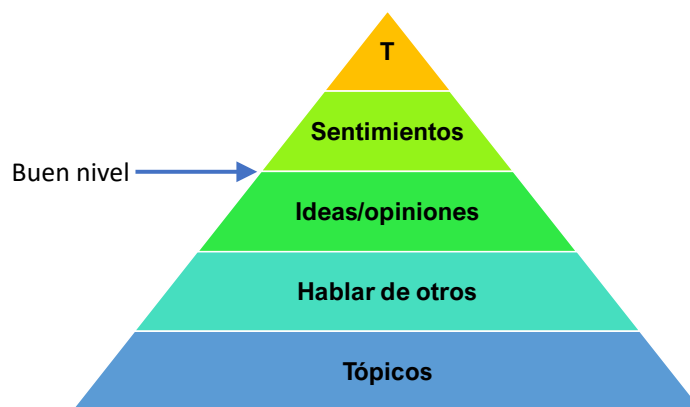 T
Sentimientos
Buen nivel
Ideas/opiniones
Hablar de otros
Tópicos